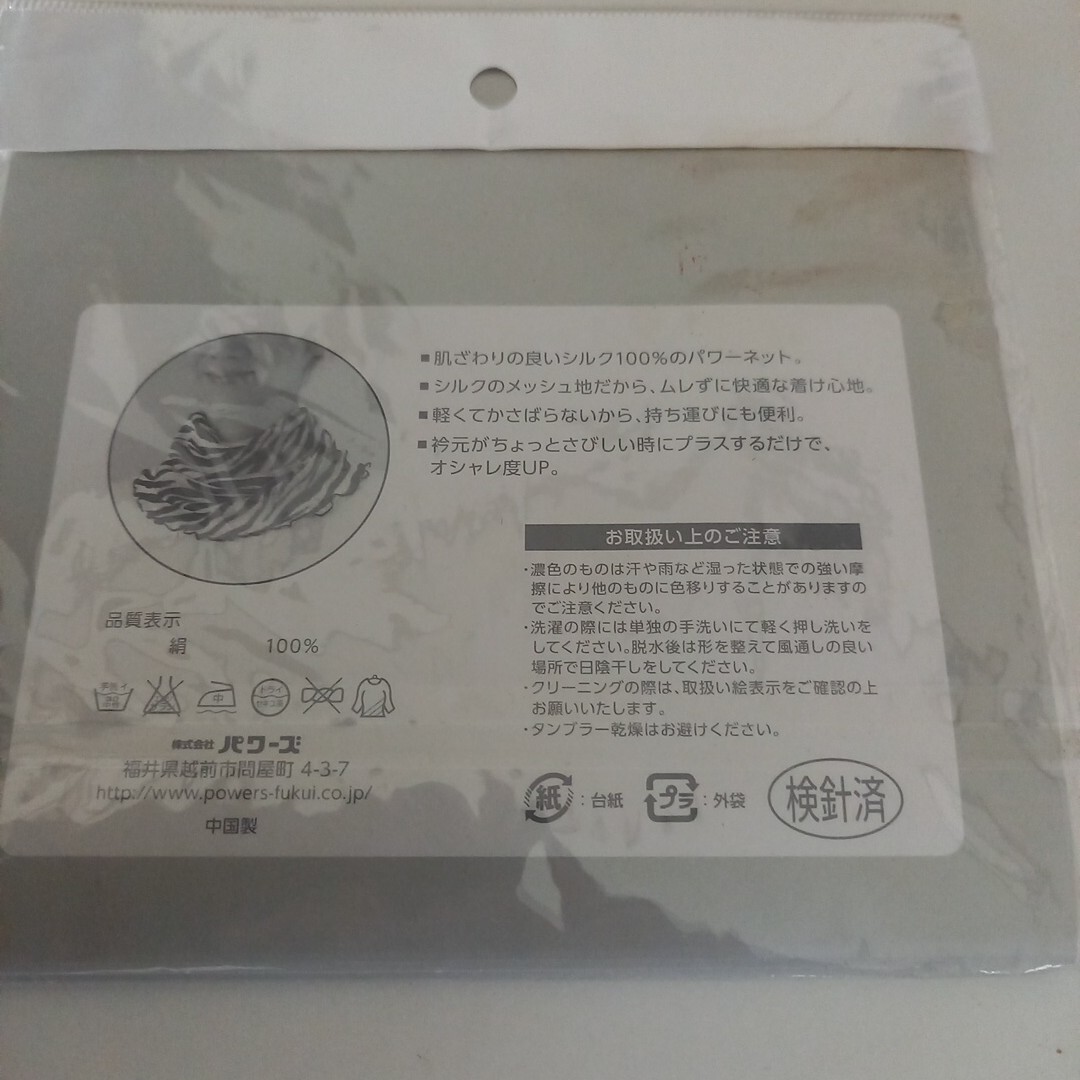 ■肌ざわりの良いシルク100%のパワーネット。
■シルクのメッシュ地だから、ムレずに快適な着け心地。
■軽くてかさばらないから、持ち運びにも便利。
■衿元がちょっとさびしい時にプラスするだけで、
オシャレ度UP。
お取扱い上のご注意
・濃色のものは汗や雨など湿った状態での強い摩
擦により他のものに色移りすることがありますの
でご注意ください。
・洗濯の際には単独の手洗いにて軽く押し洗いを
してください。脱水後は形を整えて風通しの良い
場所で日陰干しをしてください。
・クリーニングの際は、取扱い絵表示をご確認の上
お願いいたします。
・タンブラー乾燥はお避けください。
品質表示
絹 100%
中
ドライ
株式会社 パワーズ
福井県越前市問屋町 4-3-7
http://www.powers-fukui.co.jp/
中国製
紙：台紙 プラ：外袋 検針済